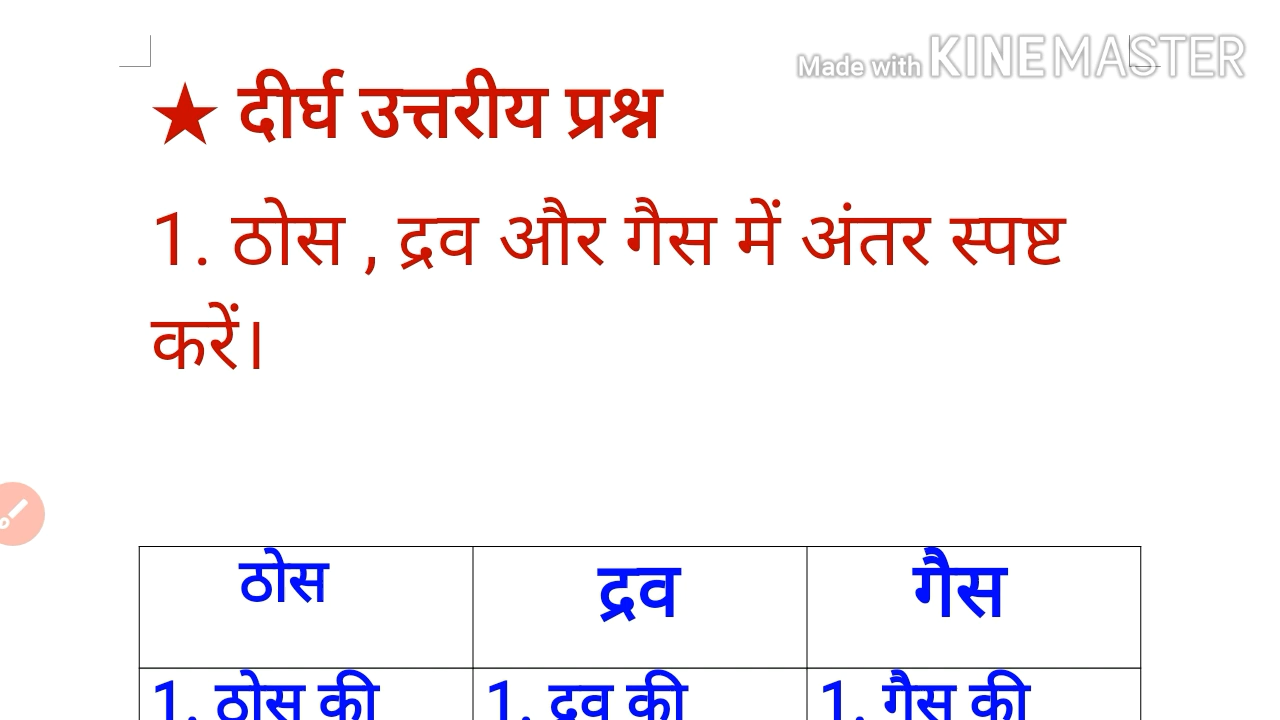 Made with KINEMASTER
★ दीर्घ उत्तरीय प्रश्न
1. ठोस , द्रव और गैस में अंतर स्पष्ट
करें।
ठोस द्रव गैस
1. ठोस की 1. द्रव की 1. गैस की